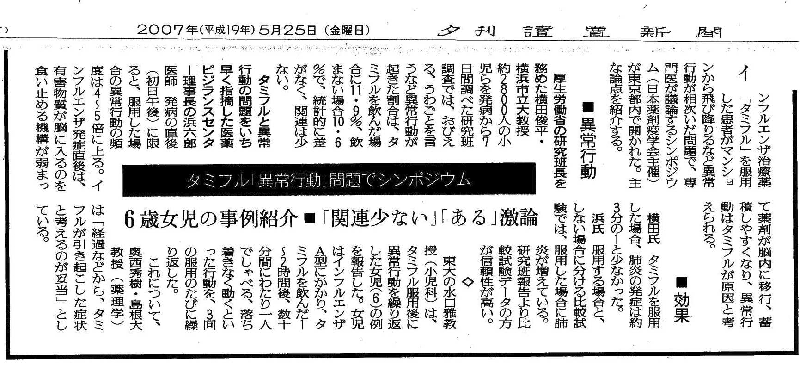 2007年(平成19年)5月25日(金曜日) 夕刊 讀賣新聞
タミフル「異常行動」問題でシンポジウム
6歳女児の事例紹介■「関連少ない」「ある」激論
イ
ンフルエンザ治療薬
「タミフル」を服用
した患者がマンショ
ンから飛び降りるなど異常
行動が相次いだ問題で、専
門医が議論するシンポジウ
ム(日本薬剤疫学会主催)
が東京都内で開かれた。主
な論点を紹介する。
■異常行動
厚生労働省の研究班長を
務めた横田俊平・
横浜市立大教授
約2800人の小
児らを発病から7
日間調べた研究班
調査では、おびえ
る、うわごとを言
うなど異常行動が
起きた割合は、タ
ミフルを飲んだ場
合に11・9%、飲
まない場合10・6
%で、統計的に差
がなく、関連は少
ない。
タミフルと異常
行動の問題をいち
早く指摘した医薬
ビジランスセンタ
ー理事長の浜六郎
医師 発病の直後
(初日午後)に限
ると、服用した場
合の異常行動の頻
度は4〜5倍に上る。イ
ンフルエンザ発症直後は、
有害物質が脳に入るのを
食い止める機構が弱まっ
て薬剤が脳内に移行、蓄
積しやすくなり、異常行
動はタミフルが原因と考
えられる。
■効果
横田氏 タミフルを服用
した場合、肺炎の発症は約
3分の1と少なかった。
浜氏 服用する場合と、
しない場合に分ける比較試
験では、服用した場合に肺
炎が増えている。
研究班報告より比
較試験データの方
が信頼性が高い。
◇
東大の水口雅教
授(小児科)は、
タミフル服用後に
異常行動を繰り返
した女児(6)の例
を報告した。女児
はインフルエンザ
A型にかかり、タ
ミフルを飲んだ1
〜2時間後、数十
分間にわたり一人
でしゃべる、落ち
着きなく動くとい
った行動を、3回
の服用のたびに繰
り返した。
これについて、
奥西秀樹・島根大
教授(薬理学)
は「経過などから、タミ
フルが引き起こした症状
と考えるのが妥当」とし
ている。